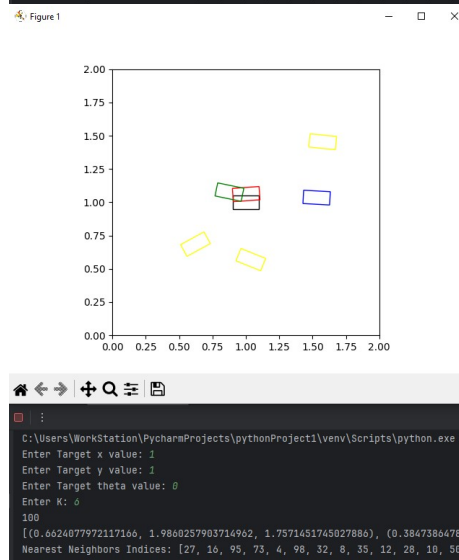 Figure 1
2.00
1.75
1.50
1.25
1.00
0.75
0.50
0.25
0.00
0.00 0.25 0.50 0.75 1.00 1.25 1.50 1.75 2.00
C:\Users\WorkStation\PycharmProjects\pythonProject1\venv\Scripts\python.exe
Enter Target x value: 1
Enter Target y value: 1
Enter Target theta value: 0
Enter K: 6
100
[(0.6624077972117166, 1.9860257903714962, 1.7571451745027886), (0.3847386478
Nearest Neighbors Indices: [27, 16, 95, 73, 4, 98, 32, 8, 35, 12, 28, 10, 50